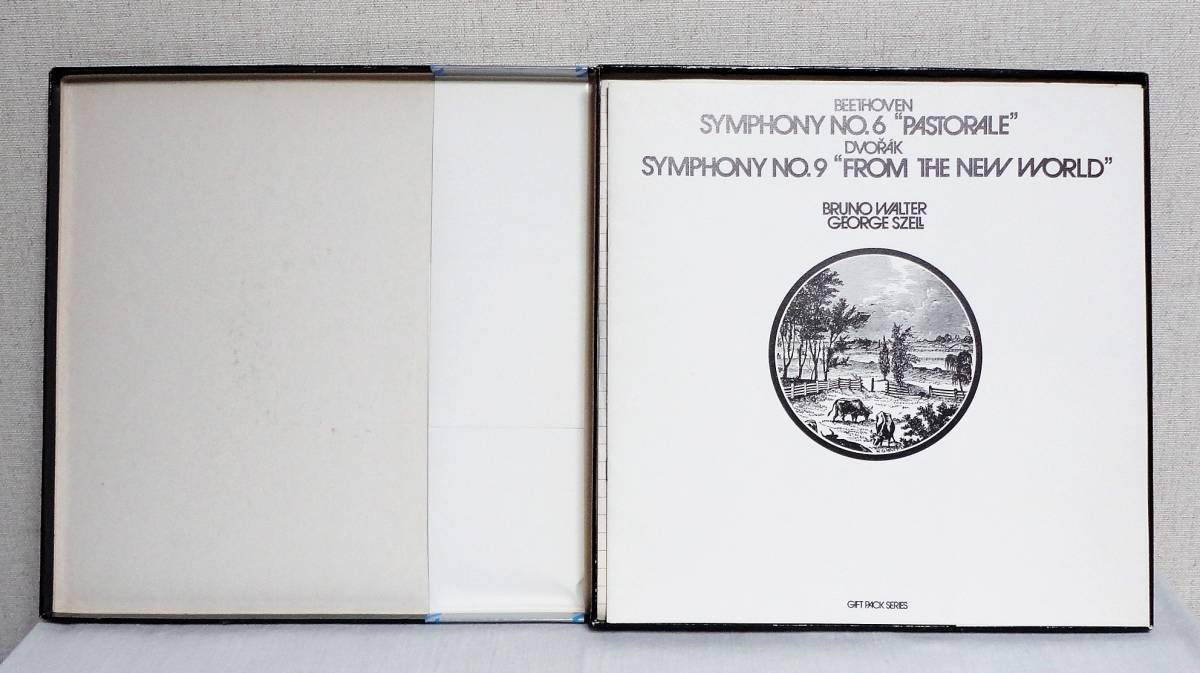 BEETHOVEN
SYMPHONY NO.6 “PASTORALE”
DVOŘÁK
SYMPHONY NO.9 “FROM THE NEW WORLD”
BRUNO WALTER
GEORGE SZELL
GIFT PACK SERIES